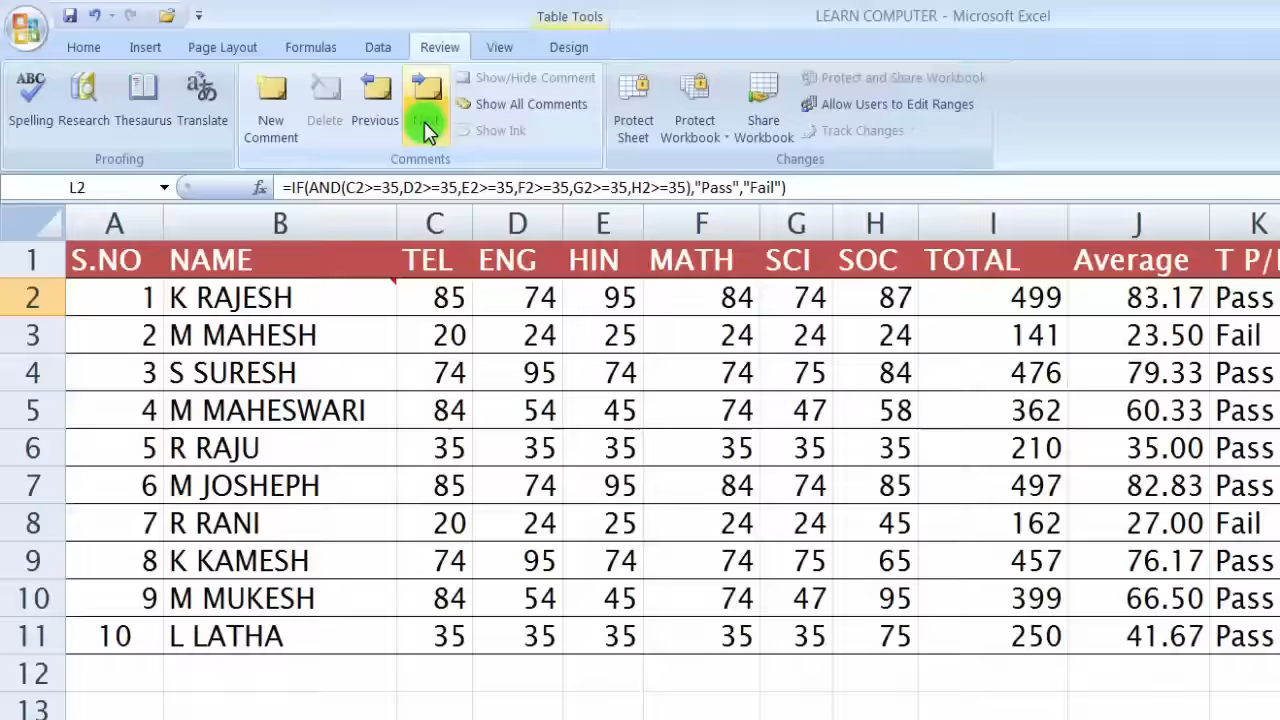 Table Tools
LEARN COMPUTER - Microsoft Excel
Home Insert Page Layout Formulas Data Review View Design
ABC
Spelling Research Thesaurus Translate
Proofing
New Comment Delete Previous
Show/Hide Comment
Show All Comments
Show Ink
Comments
Protect Sheet Protect Workbook Share Workbook
Protect and Share Workbook
Allow Users to Edit Ranges
Track Changes
Changes
L2 fx =IF(AND(C2>=35,D2>=35,E2>=35,F2>=35,G2>=35,H2>=35),"Pass","Fail")
A B C D E F G H I J K
1 S.NO NAME TEL ENG HIN MATH SCI SOC TOTAL Average T
2 1 K RAJESH 85 74 95 84 74 87 499 83.17 Pass
3 2 M MAHESH 20 24 25 24 24 24 141 23.50 Fail
4 3 S SURESH 74 95 74 74 75 84 476 79.33 Pass
5 4 M MAHESWARI 84 54 45 74 47 58 362 60.33 Pass
6 5 R RAJU 35 35 35 35 35 35 210 35.00 Pass
7 6 M JOSHEPH 85 74 95 84 74 85 497 82.83 Pass
8 7 R RANI 20 24 25 24 24 45 162 27.00 Fail
9 8 K KAMESH 74 95 74 74 75 65 457 76.17 Pass
10 9 M MUKESH 84 54 45 74 47 95 399 66.50 Pass
11 10 L LATHA 35 35 35 35 35 75 250 41.67 Pass
12
13